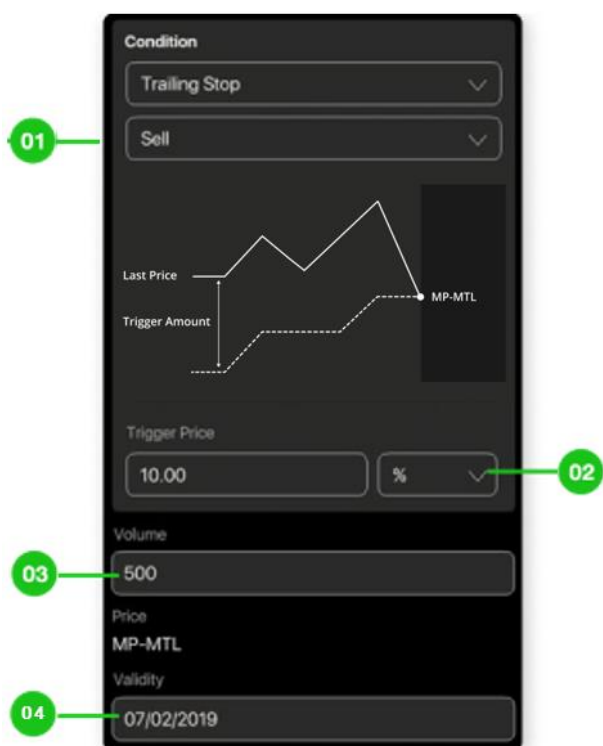 Condition
Trailing Stop
01
Sell
Last Price
MP-MTL
Trigger Amount
Trigger Price
10.00 %
02
Volume
03
500
Price
MP-MTL
Validity
04
07/02/2019